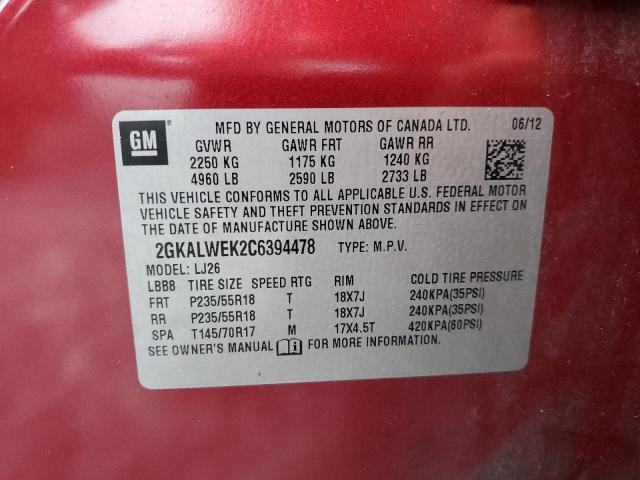 GM ®
MFD BY GENERAL MOTORS OF CANADA LTD. 06/12
GVWR GAWR FRT GAWR RR
2250 KG 1175 KG 1240 KG
4960 LB 2590 LB 2733 LB
THIS VEHICLE CONFORMS TO ALL APPLICABLE U.S. FEDERAL MOTOR
VEHICLE SAFETY AND THEFT PREVENTION STANDARDS IN EFFECT ON
THE DATE OF MANUFACTURE SHOWN ABOVE.
2GKALWEK2C6394478 TYPE: M.P.V.
MODEL: LJ26
LBB8 TIRE SIZE SPEED RTG RIM COLD TIRE PRESSURE
FRT P235/55R18 T 18X7J 240KPA(35PSI)
RR P235/55R18 T 18X7J 240KPA(35PSI)
SPA T145/70R17 M 17X4.5T 420KPA(60PSI)
SEE OWNER'S MANUAL i FOR MORE INFORMATION.